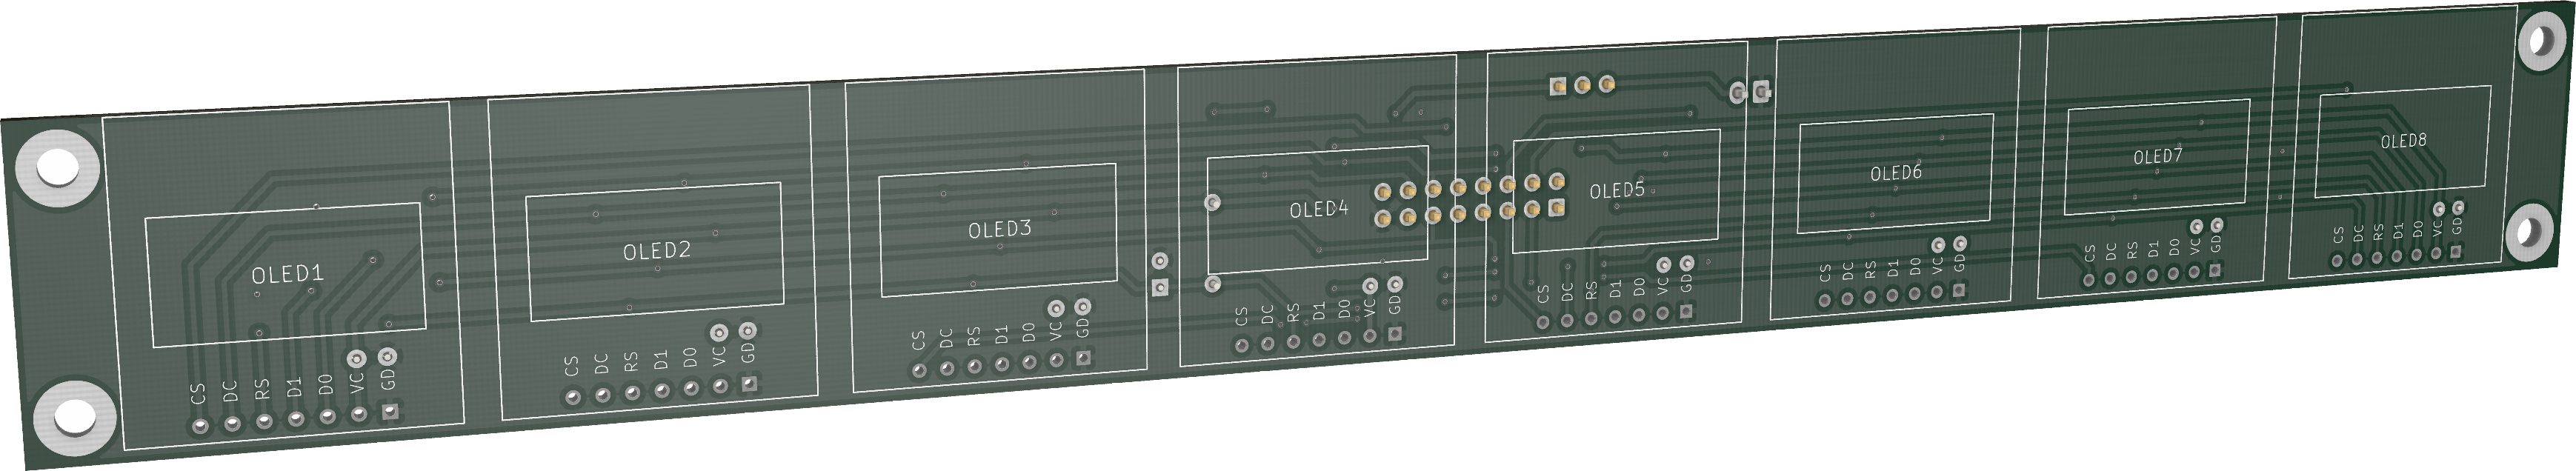 OLED1
CS DC RS D1 D0 VC GD
OLED2
CS DC RS D1 D0 VC GD
OLED3
CS DC RS D1 D0 VC GD
OLED4
CS DC RS D1 D0 VC GD
OLED5
CS DC RS D1 D0 VC GD
OLED6
CS DC RS D1 D0 VC GD
OLED7
CS DC RS D1 D0 VC GD
OLED8
CS DC RS D1 D0 VC GD